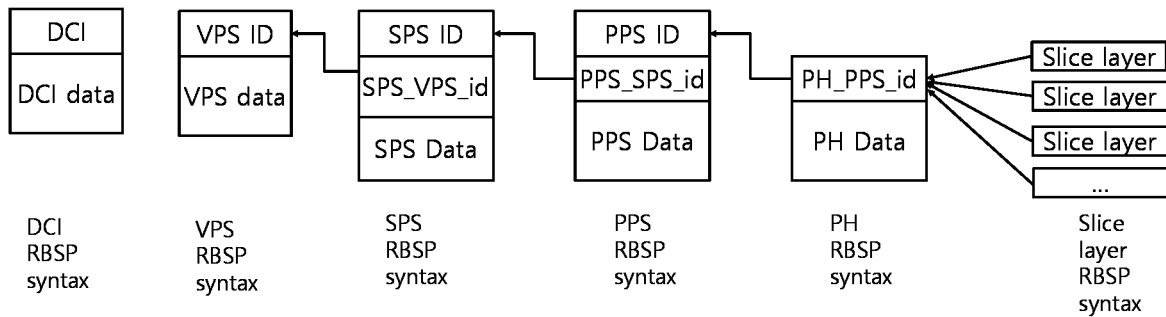 DCI
DCI data
VPS ID
VPS data
SPS ID
SPS_VPS_id
SPS Data
PPS ID
PPS_SPS_id
PPS Data
PH_PPS_id
PH Data
Slice layer
Slice layer
Slice layer
...
DCI
RBSP
syntax
VPS
RBSP
syntax
SPS
RBSP
syntax
PPS
RBSP
syntax
PH
RBSP
syntax
Slice
layer
RBSP
syntax